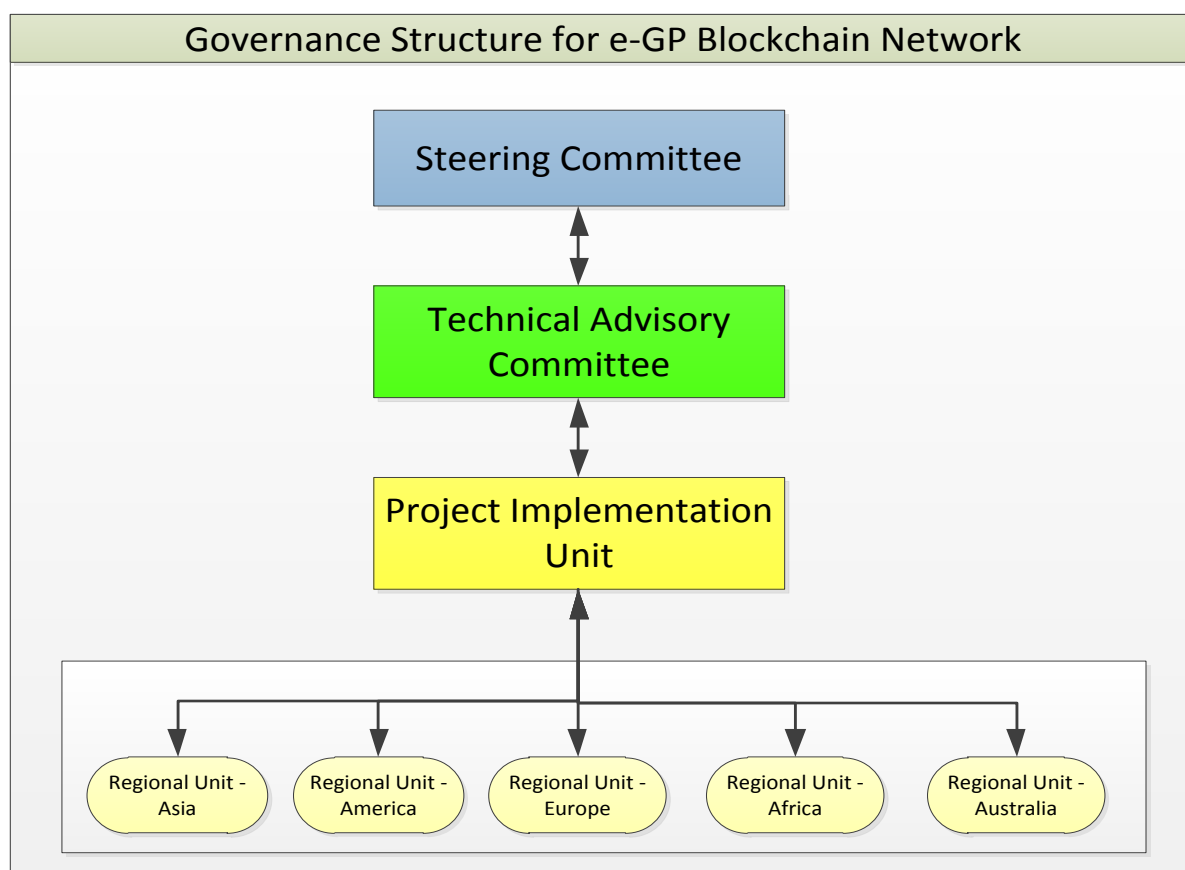 Governance Structure for e-GP Blockchain Network
Steering Committee
Technical Advisory
Committee
Project Implementation
Unit
Regional Unit -
Asia
Regional Unit -
America
Regional Unit -
Europe
Regional Unit -
Africa
Regional Unit -
Australia